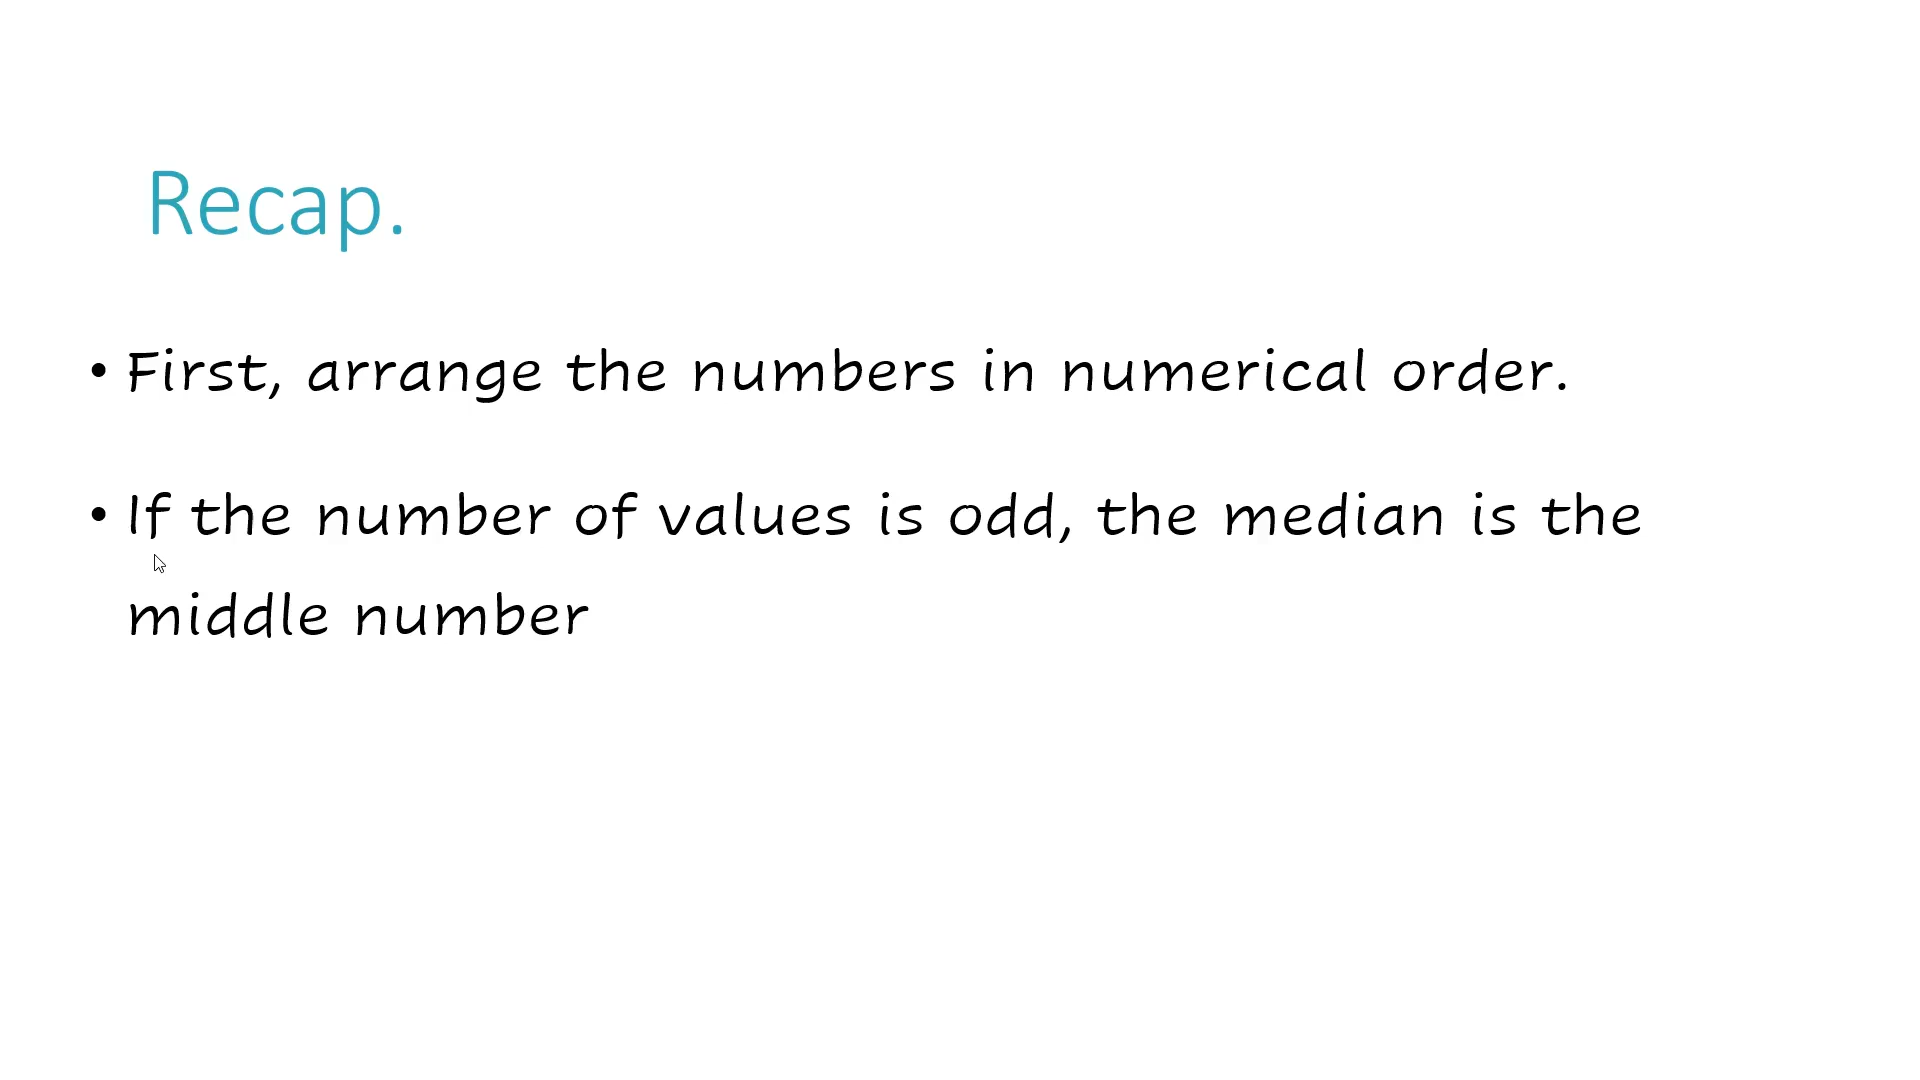 Recap.
• First, arrange the numbers in numerical order.
• If the number of values is odd, the median is the
middle number